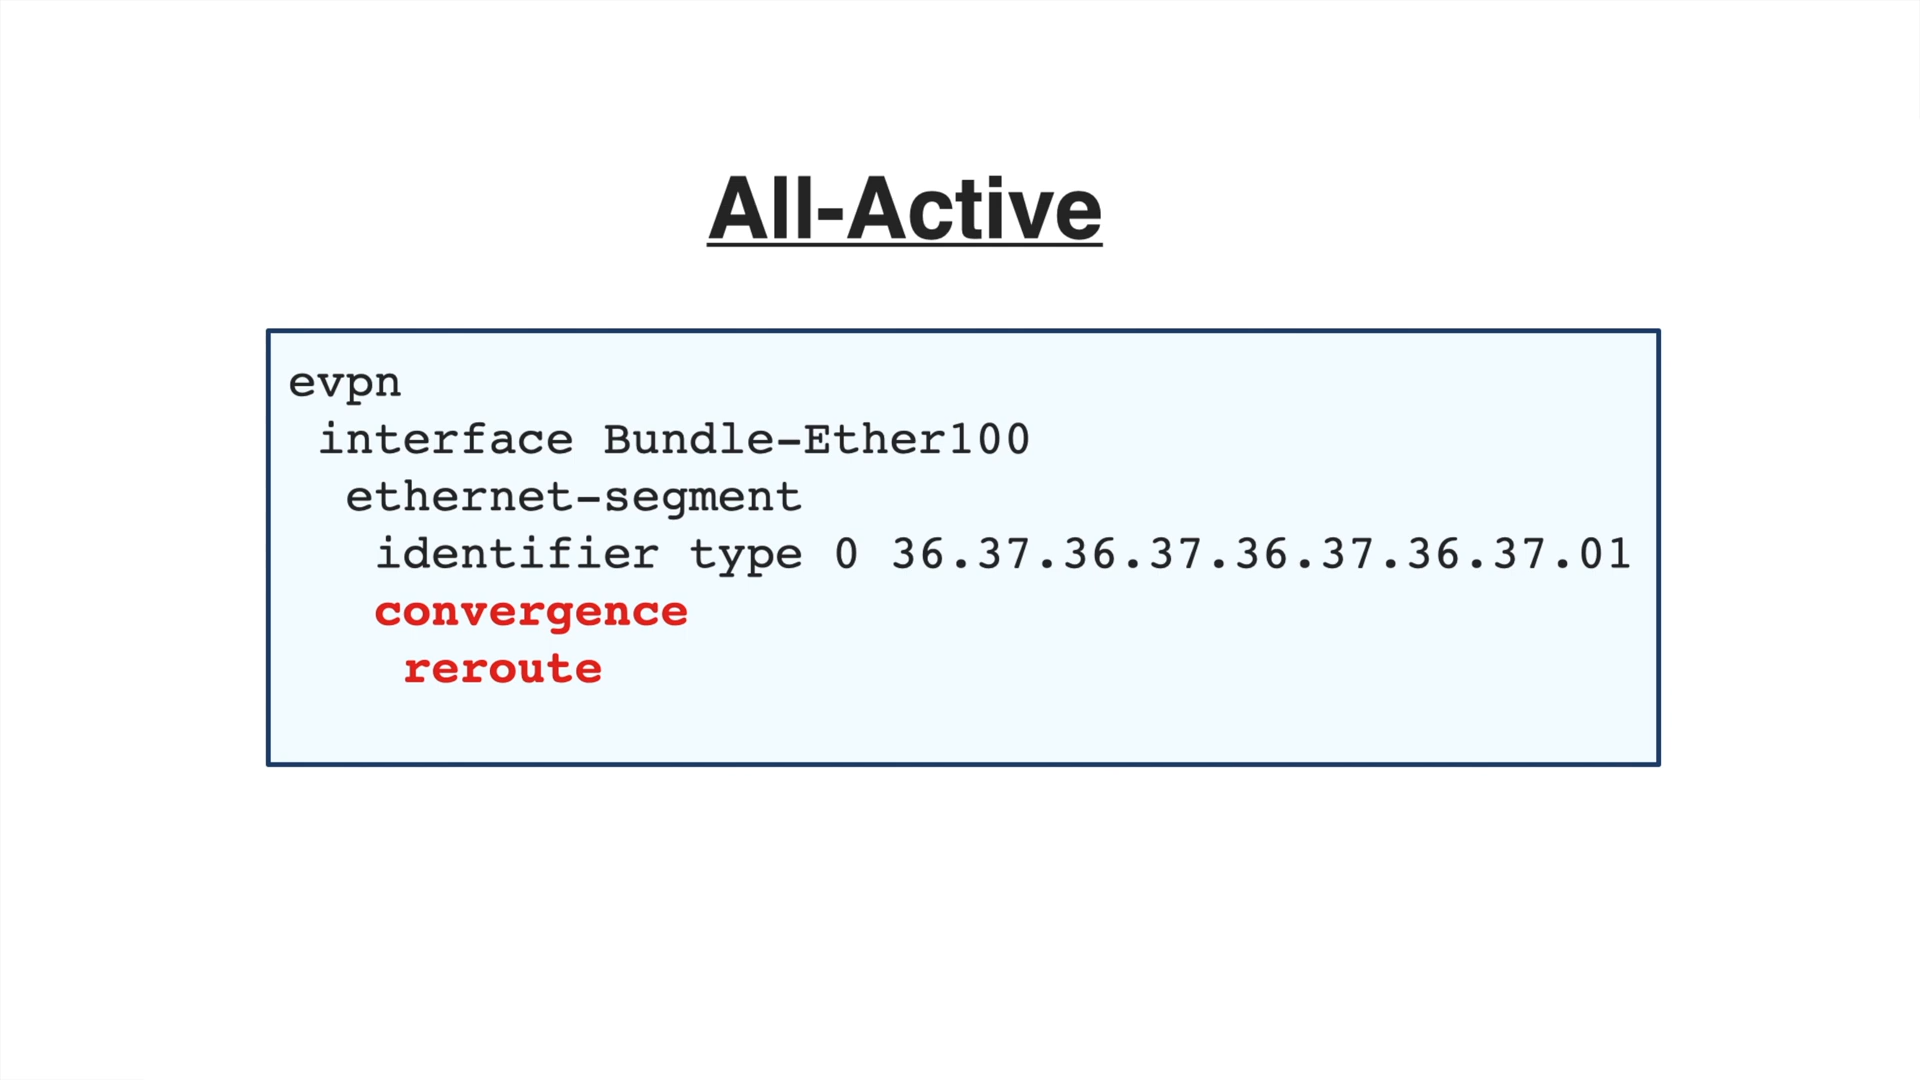 All-Active
evpn
interface Bundle-Ether100
ethernet-segment
identifier type 0 36.37.36.37.36.37.36.37.01
convergence
reroute